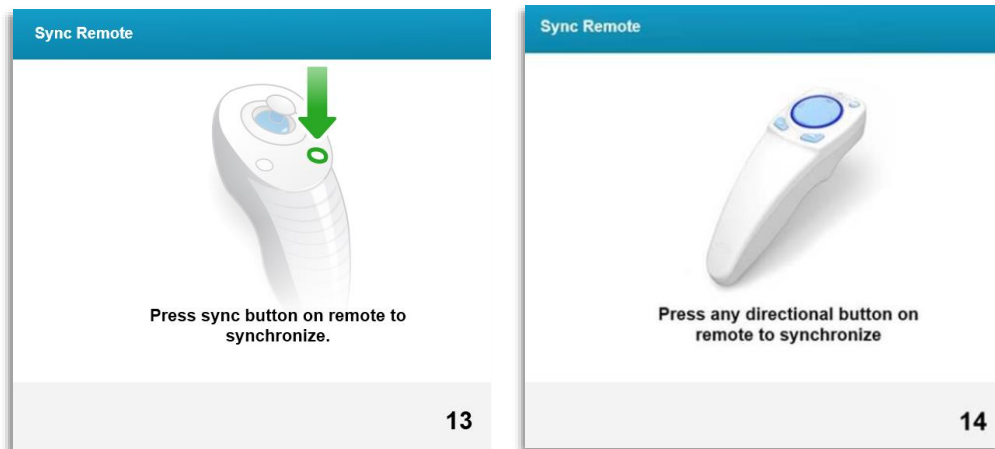 Sync Remote
Press sync button on remote to
synchronize.
13
Sync Remote
Press any directional button on
remote to synchronize
14